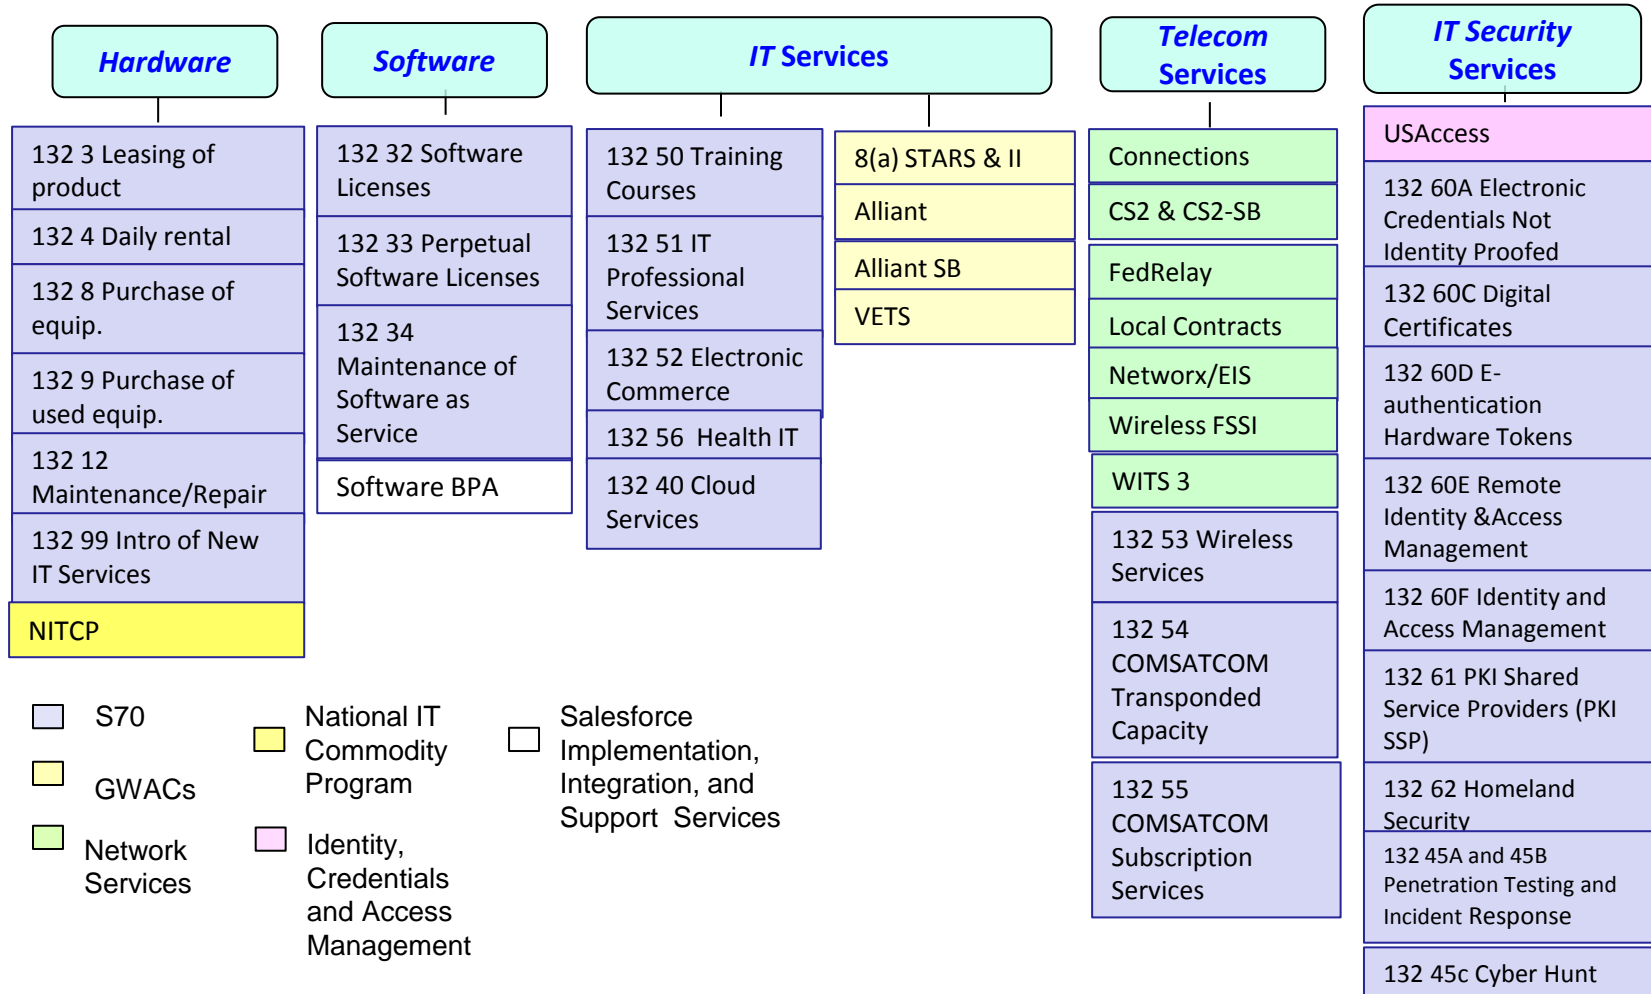 Hardware
132 3 Leasing of
product
132 4 Daily rental
132 8 Purchase of
equip.
132 9 Purchase of
used equip.
132 12
Maintenance/Repair
132 99 Intro of New
IT Services
NITCP
Software
132 32 Software
Licenses
132 33 Perpetual
Software Licenses
132 34
Maintenance of
Software as
Service
Software BPA
IT Services
132 50 Training
Courses
132 51 IT
Professional
Services
132 52 Electronic
Commerce
132 56  Health IT
132 40 Cloud
Services
8(a) STARS & II
Alliant
Alliant SB
VETS
Telecom
Services
Connections
CS2 & CS2-SB
FedRelay
Local Contracts
Networx/EIS
Wireless FSSI
WITS 3
132 53 Wireless
Services
132 54
COMSATCOM
Transponded
Capacity
132 55
COMSATCOM
Subscription
Services
IT Security
Services
USAccess
132 60A Electronic
Credentials Not
Identity Proofed
132 60C Digital
Certificates
132 60D E-
authentication
Hardware Tokens
132 60E Remote
Identity &Access
Management
132 60F Identity and
Access Management
132 61 PKI Shared
Service Providers (PKI
SSP)
132 62 Homeland
Security
132 45A and 45B
Penetration Testing and
Incident Response
132 45c Cyber Hunt
S70
GWACs
Network
Services
National IT
Commodity
Program
Identity,
Credentials
and Access
Management
Salesforce
Implementation,
Integration, and
Support  Services